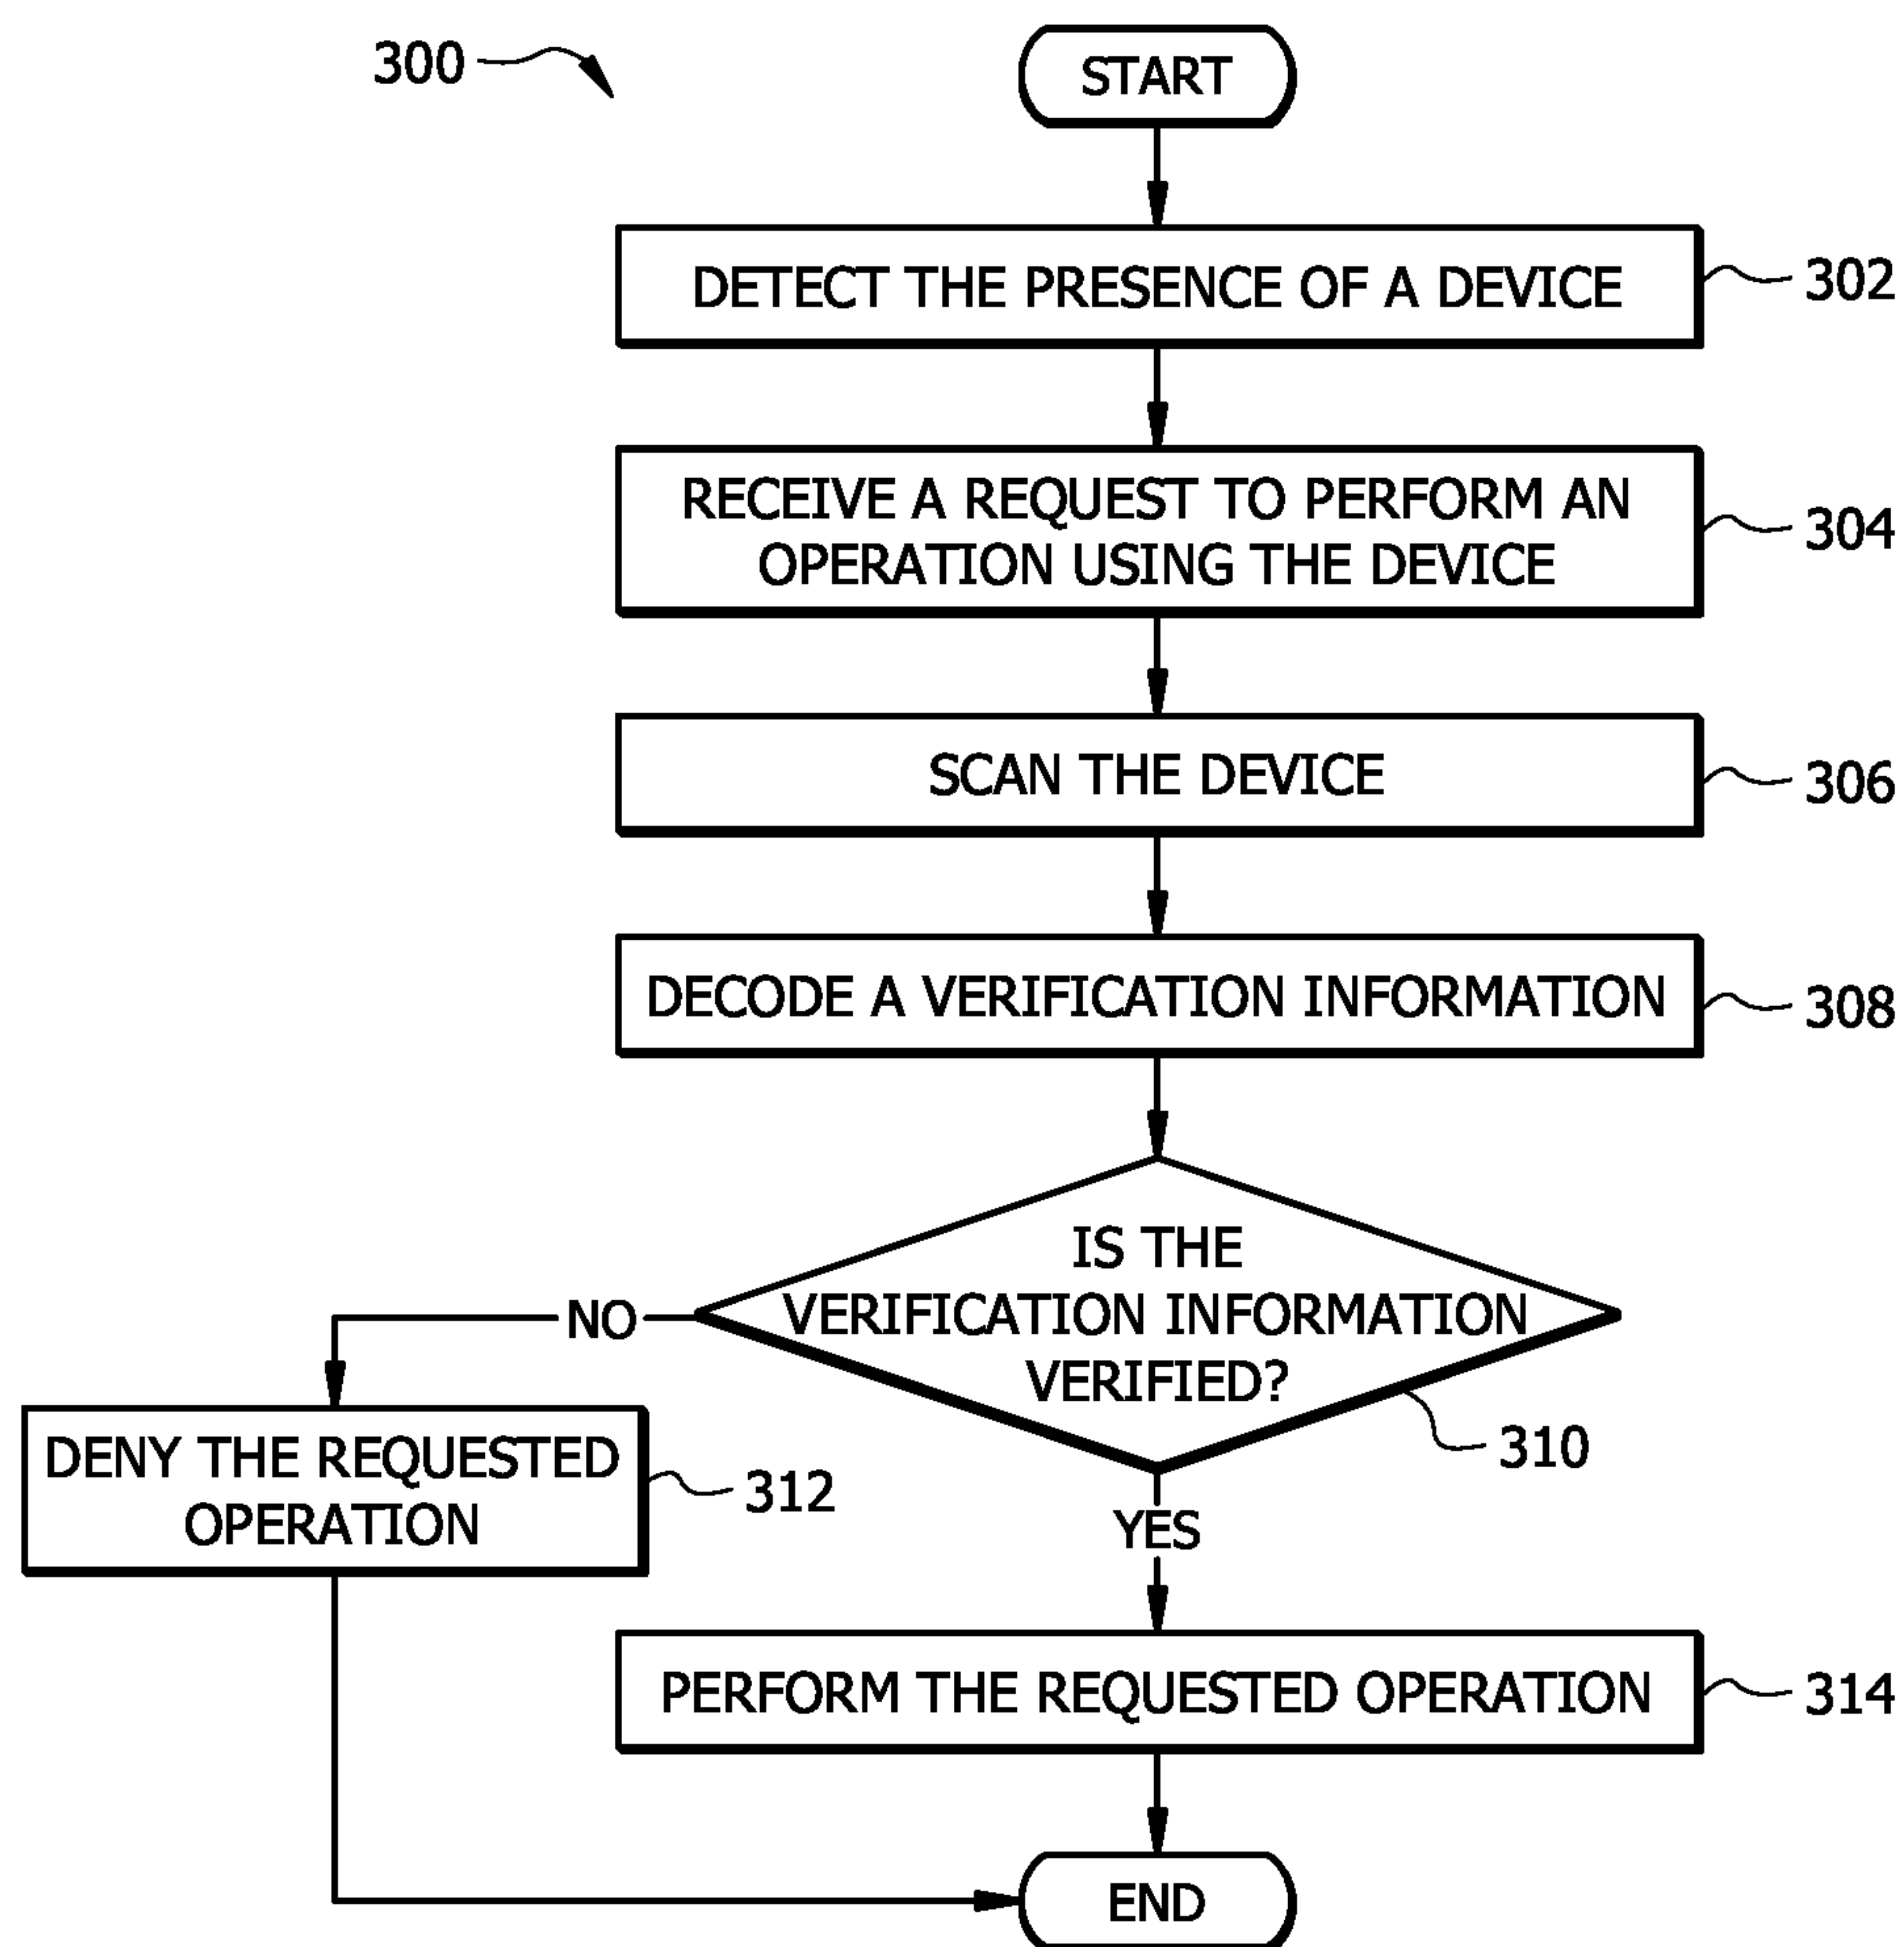 300
START
DETECT THE PRESENCE OF A DEVICE
302
RECEIVE A REQUEST TO PERFORM AN
OPERATION USING THE DEVICE
304
SCAN THE DEVICE
306
DECODE A VERIFICATION INFORMATION
308
IS THE
VERIFICATION INFORMATION
VERIFIED?
310
NO
DENY THE REQUESTED
OPERATION
312
YES
PERFORM THE REQUESTED OPERATION
314
END